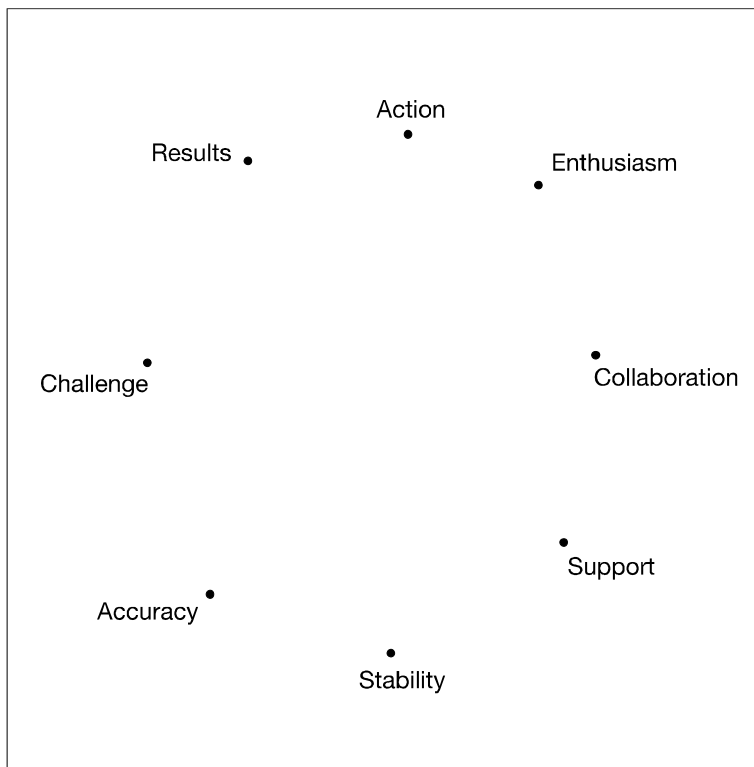 Action
Results
Enthusiasm
Challenge
Collaboration
Support
Accuracy
Stability